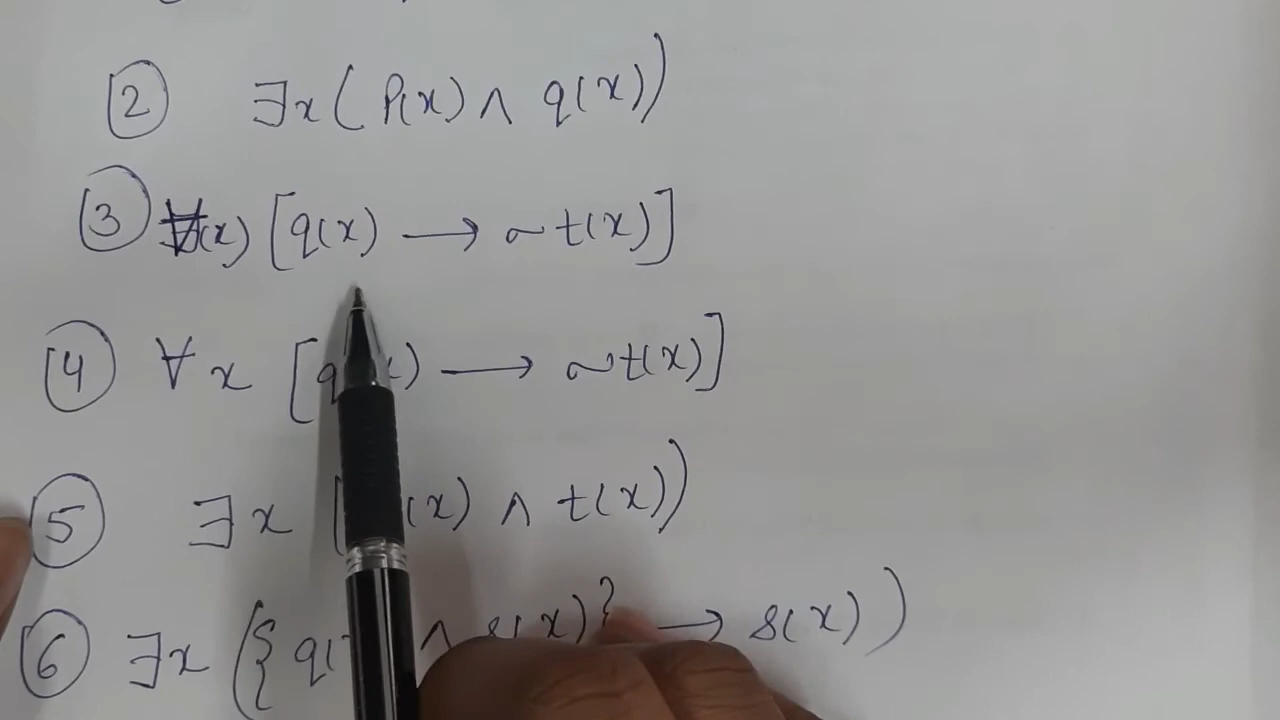 ② ∃x( P(x) ∧ q(x))
③ ∀(x) [q(x) ⟶ ~t(x)]
④ ∀x [q(x) ⟶ ~t(x)]
⑤ ∃x (x) ∧ t(x))
⑥ ∃x ({ q( ∧ (x)} ⟶ s(x))